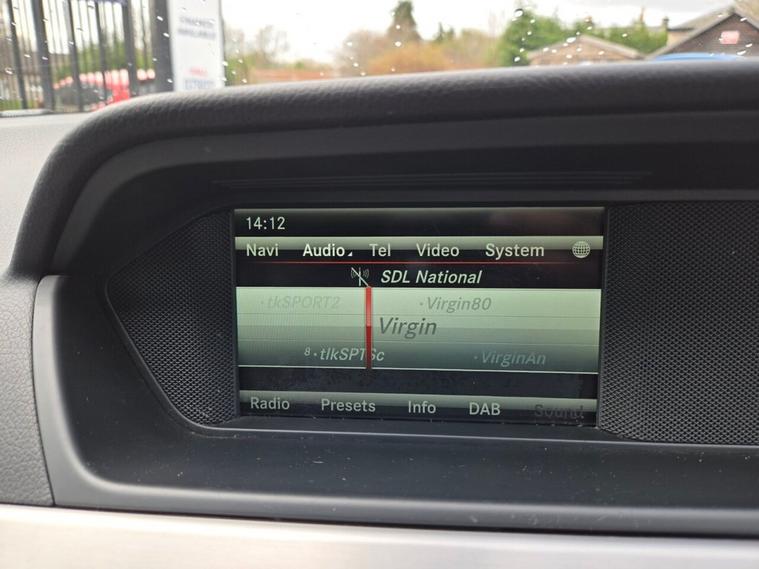 14:12
Navi Audio Tel Video System
SDL National
·tkSPORT2 ·Virgin80
Virgin
8·tlkSPTSc ·VirginAn
Radio Presets Info DAB Sound